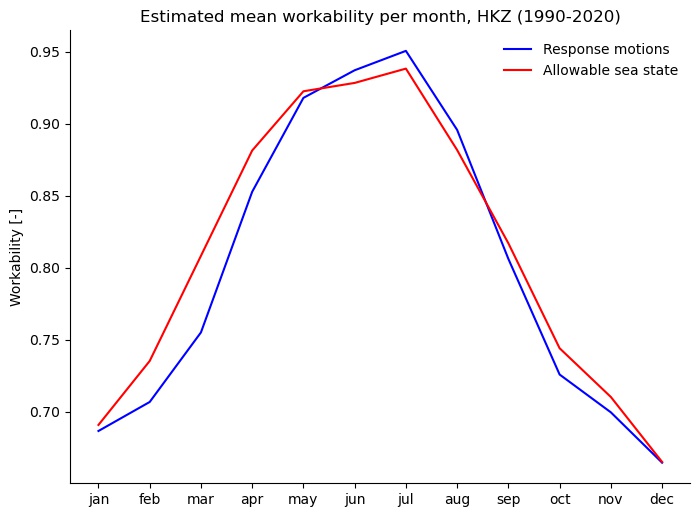 Estimated mean workability per month, HKZ (1990-2020)
Response motions
Allowable sea state
Workability [-]
0.95
0.90
0.85
0.80
0.75
0.70
jan feb mar apr may jun jul aug sep oct nov dec